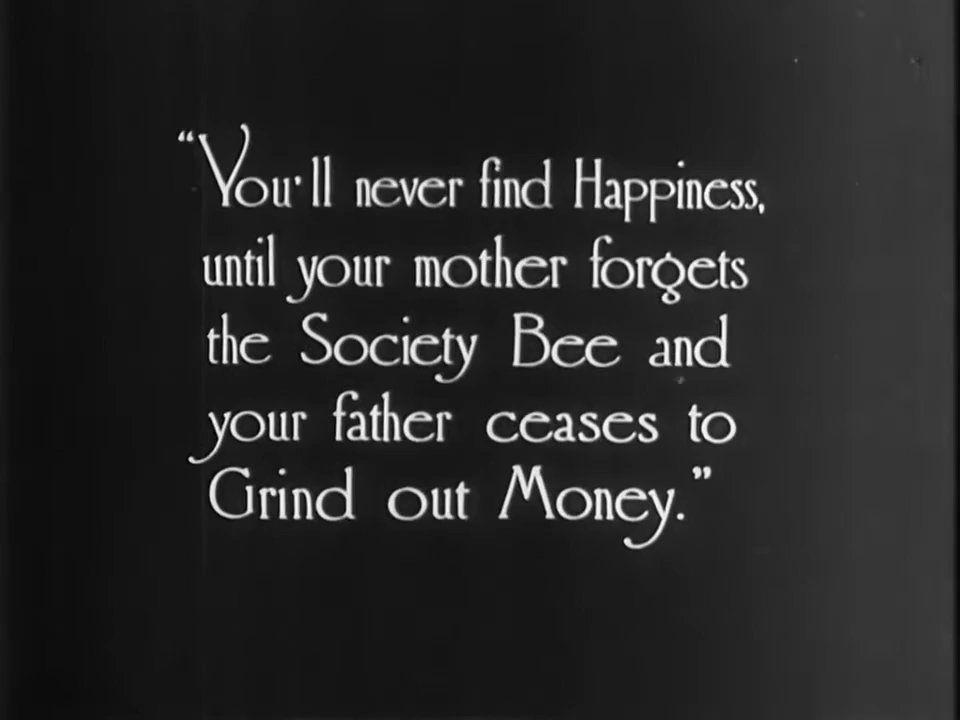 "You'll never find Happiness,
until your mother forgets
the Society Bee and
your father ceases to
Grind out Money."